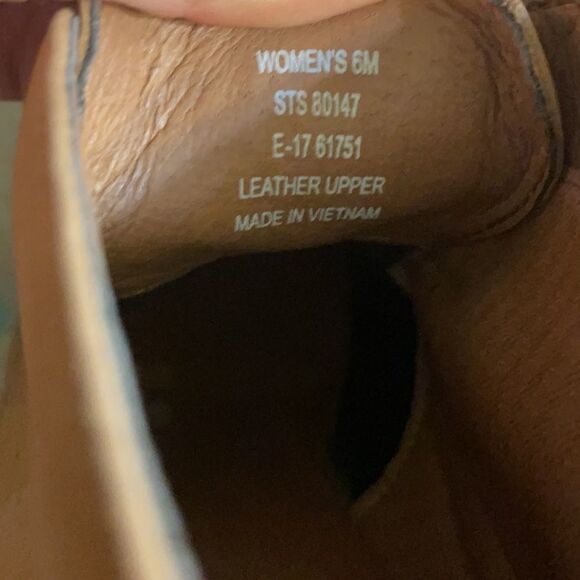 WOMEN'S 6M
STS 80147
E-17 61751
LEATHER UPPER
MADE IN VIETNAM